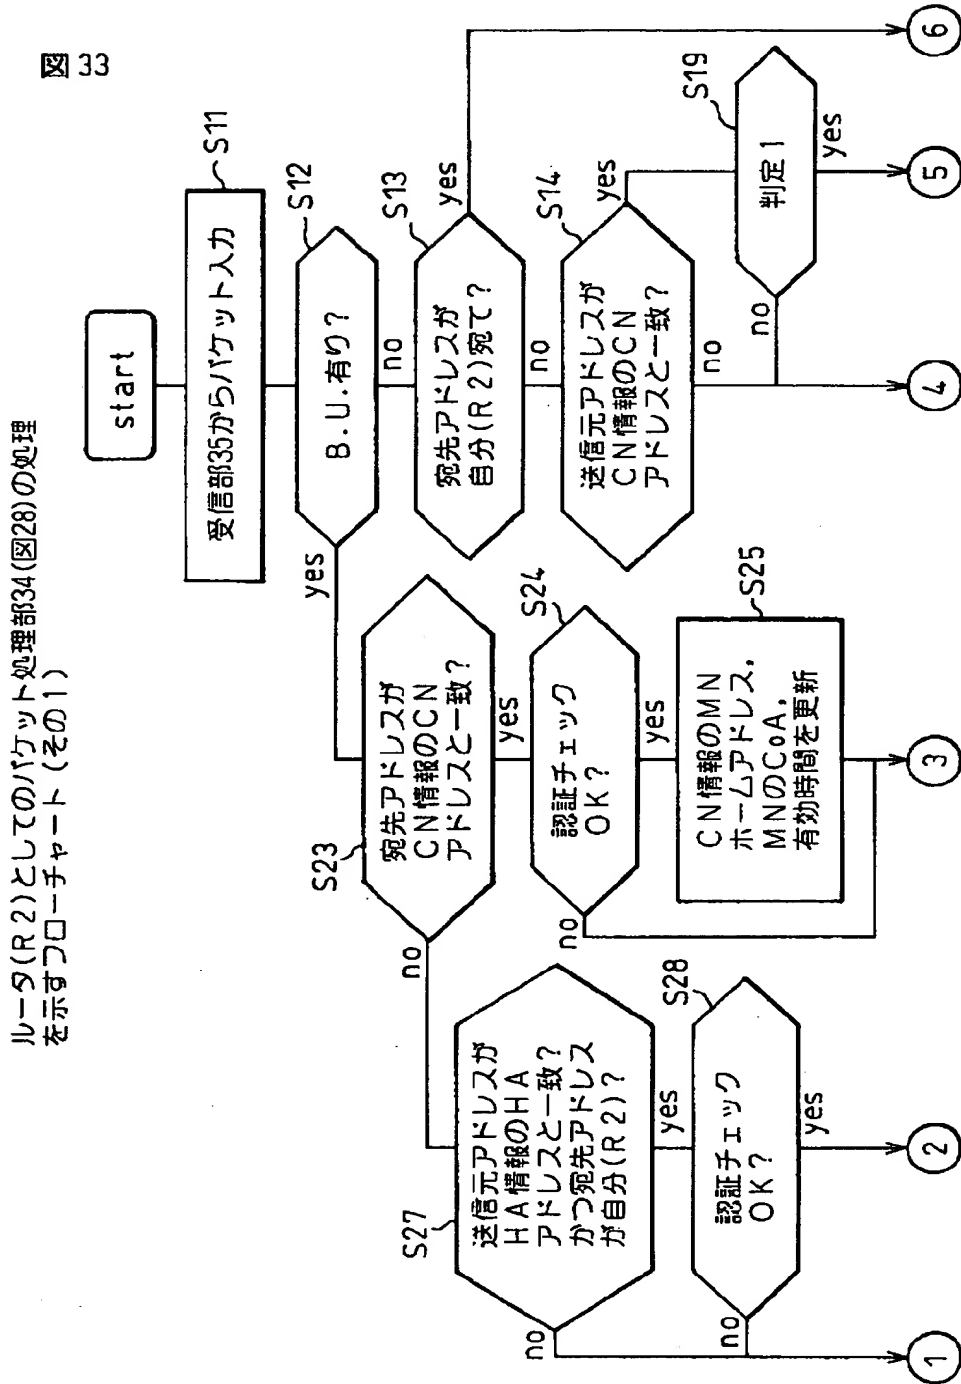 図33
ルータ(R2)としてのパケット処理部34(図28)の処理
を示すフローチャート(その1)
start
受信部35からパケット入力
S11
B.U.有り?
S12
yes
no
宛先アドレスが
自分(R2)宛て?
S13
yes
no
送信元アドレスが
CN情報のCN
アドレスと一致?
S14
yes
no
判定1
S19
no
yes
宛先アドレスが
CN情報のCN
アドレスと一致?
S23
no
yes
認証チェック
OK?
S24
no
yes
CN情報のMN
ホームアドレス,
MNのCoA,
有効時間を更新
S25
送信元アドレスが
HA情報のHA
アドレスと一致?
かつ宛先アドレス
が自分(R2)?
S27
no
yes
認証チェック
OK?
S28
no
yes
1
2
3
4
5
6